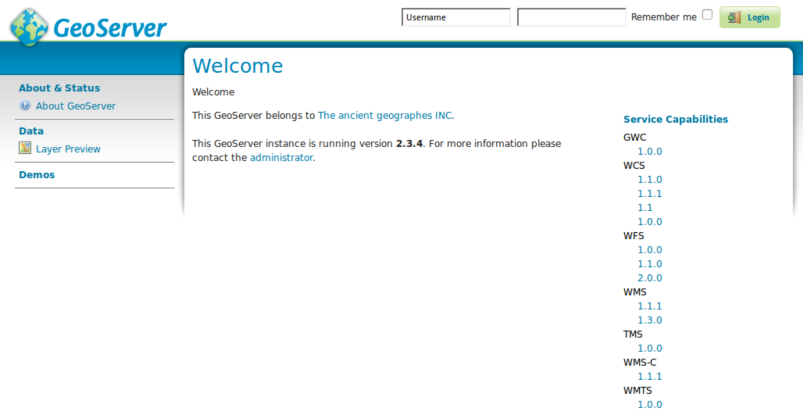 GeoServer
Username
Remember me
Login
About & Status
About GeoServer
Data
Layer Preview
Demos
Welcome
Welcome
This GeoServer belongs to The ancient geographes INC.
This GeoServer instance is running version 2.3.4. For more information please
contact the administrator.
Service Capabilities
GWC
1.0.0
WCS
1.1.0
1.1.1
1.1
1.0.0
WFS
1.0.0
1.1.0
2.0.0
WMS
1.1.1
1.3.0
TMS
1.0.0
WMS-C
1.1.1
WMTS
1.0.0